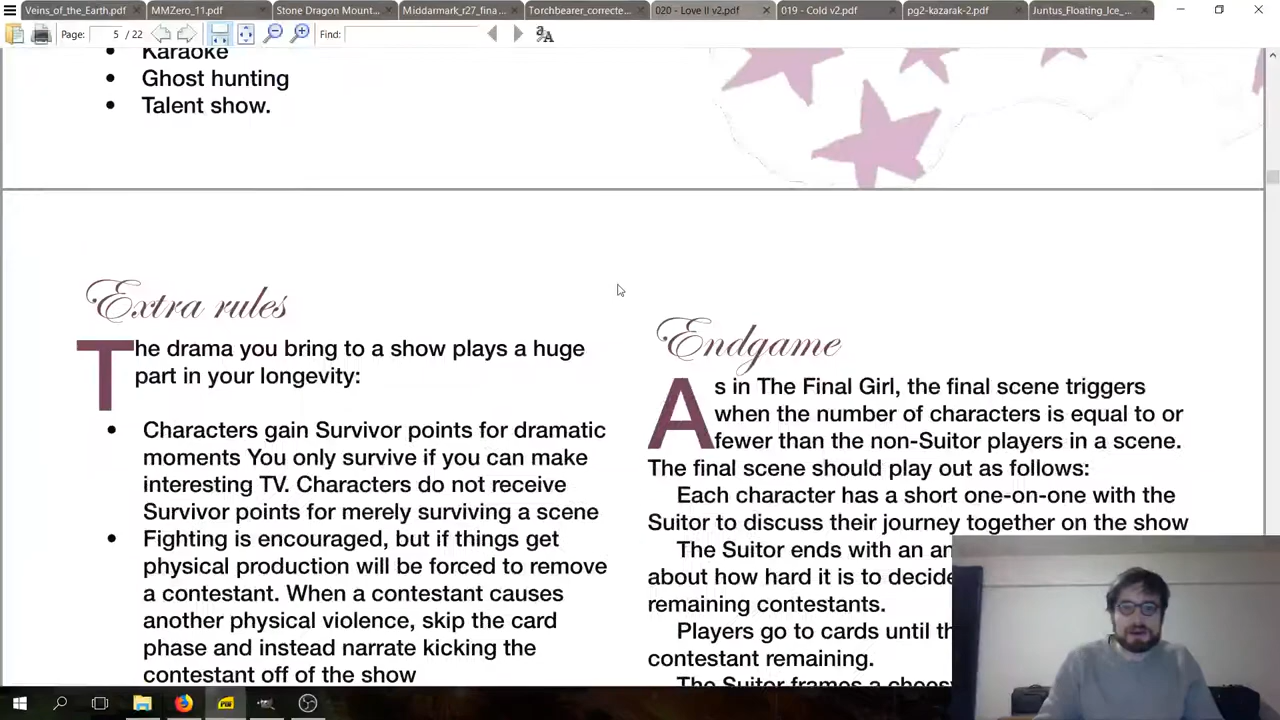 Veins_of_the_Earth.pdf
MMZero_11.pdf
Stone Dragon Mount...
Middarmark_r27_fina...
Torchbearer_correcte...
020 - Love II v2.pdf
019 - Cold v2.pdf
pg2-kazarak-2.pdf
Juntus_Floating_Ice_...
Page: 5 / 22
Find:
Karaoke
Ghost hunting
Talent show.
Extra rules
The drama you bring to a show plays a huge
part in your longevity:
Characters gain Survivor points for dramatic
moments You only survive if you can make
interesting TV. Characters do not receive
Survivor points for merely surviving a scene
Fighting is encouraged, but if things get
physical production will be forced to remove
a contestant. When a contestant causes
another physical violence, skip the card
phase and instead narrate kicking the
contestant off of the show
Endgame
As in The Final Girl, the final scene triggers
when the number of characters is equal to or
fewer than the non-Suitor players in a scene.
The final scene should play out as follows:
Each character has a short one-on-one with the
Suitor to discuss their journey together on the show
The Suitor ends with an
about how hard it is to decide
remaining contestants.
Players go to cards until
contestant remaining.
The Suitor frames a